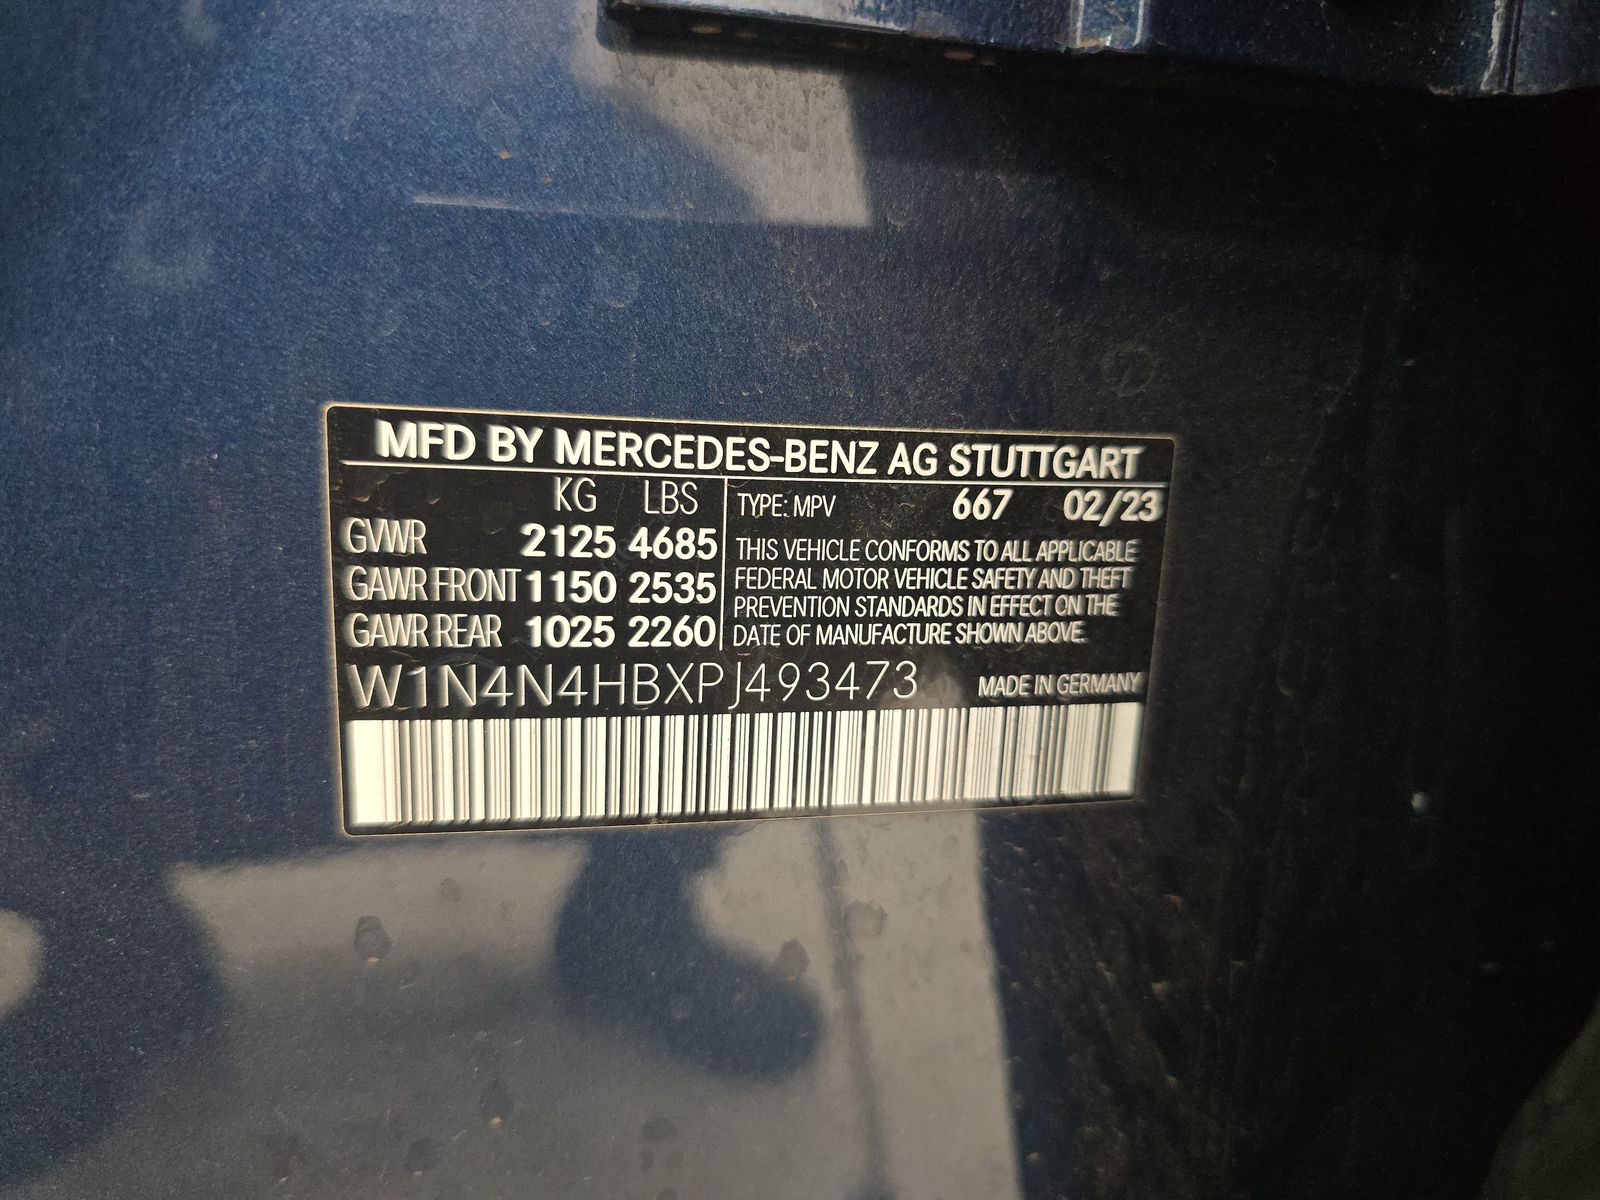 MFD BY MERCEDES-BENZ AG STUTTGART
KG LBS
GVWR 2125 4685
GAWR FRONT 1150 2535
GAWR REAR 1025 2260
TYPE: MPV 667 02/23
THIS VEHICLE CONFORMS TO ALL APPLICABLE
FEDERAL MOTOR VEHICLE SAFETY AND THEFT
PREVENTION STANDARDS IN EFFECT ON THE
DATE OF MANUFACTURE SHOWN ABOVE.
W1N4N4HBXPJ493473 MADE IN GERMANY